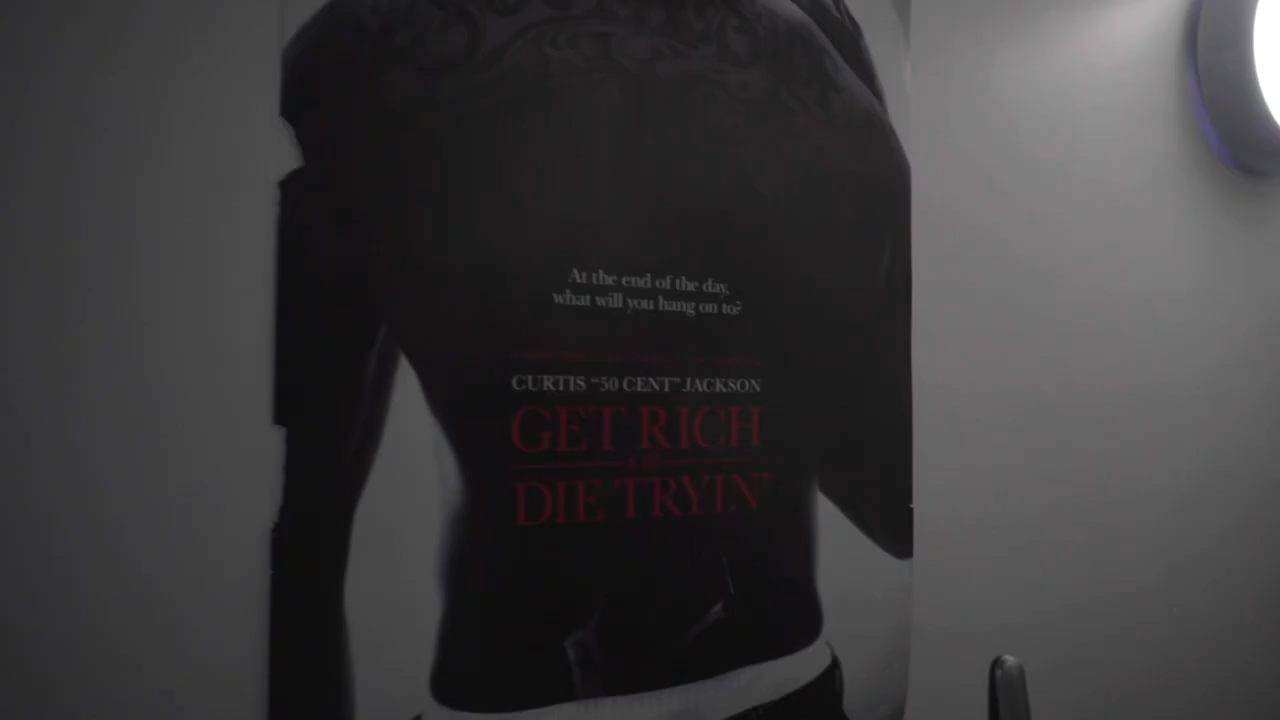 At the end of the day,
what will you hang on to?
CURTIS “50 CENT” JACKSON
GET RICH
DIE TRYIN’